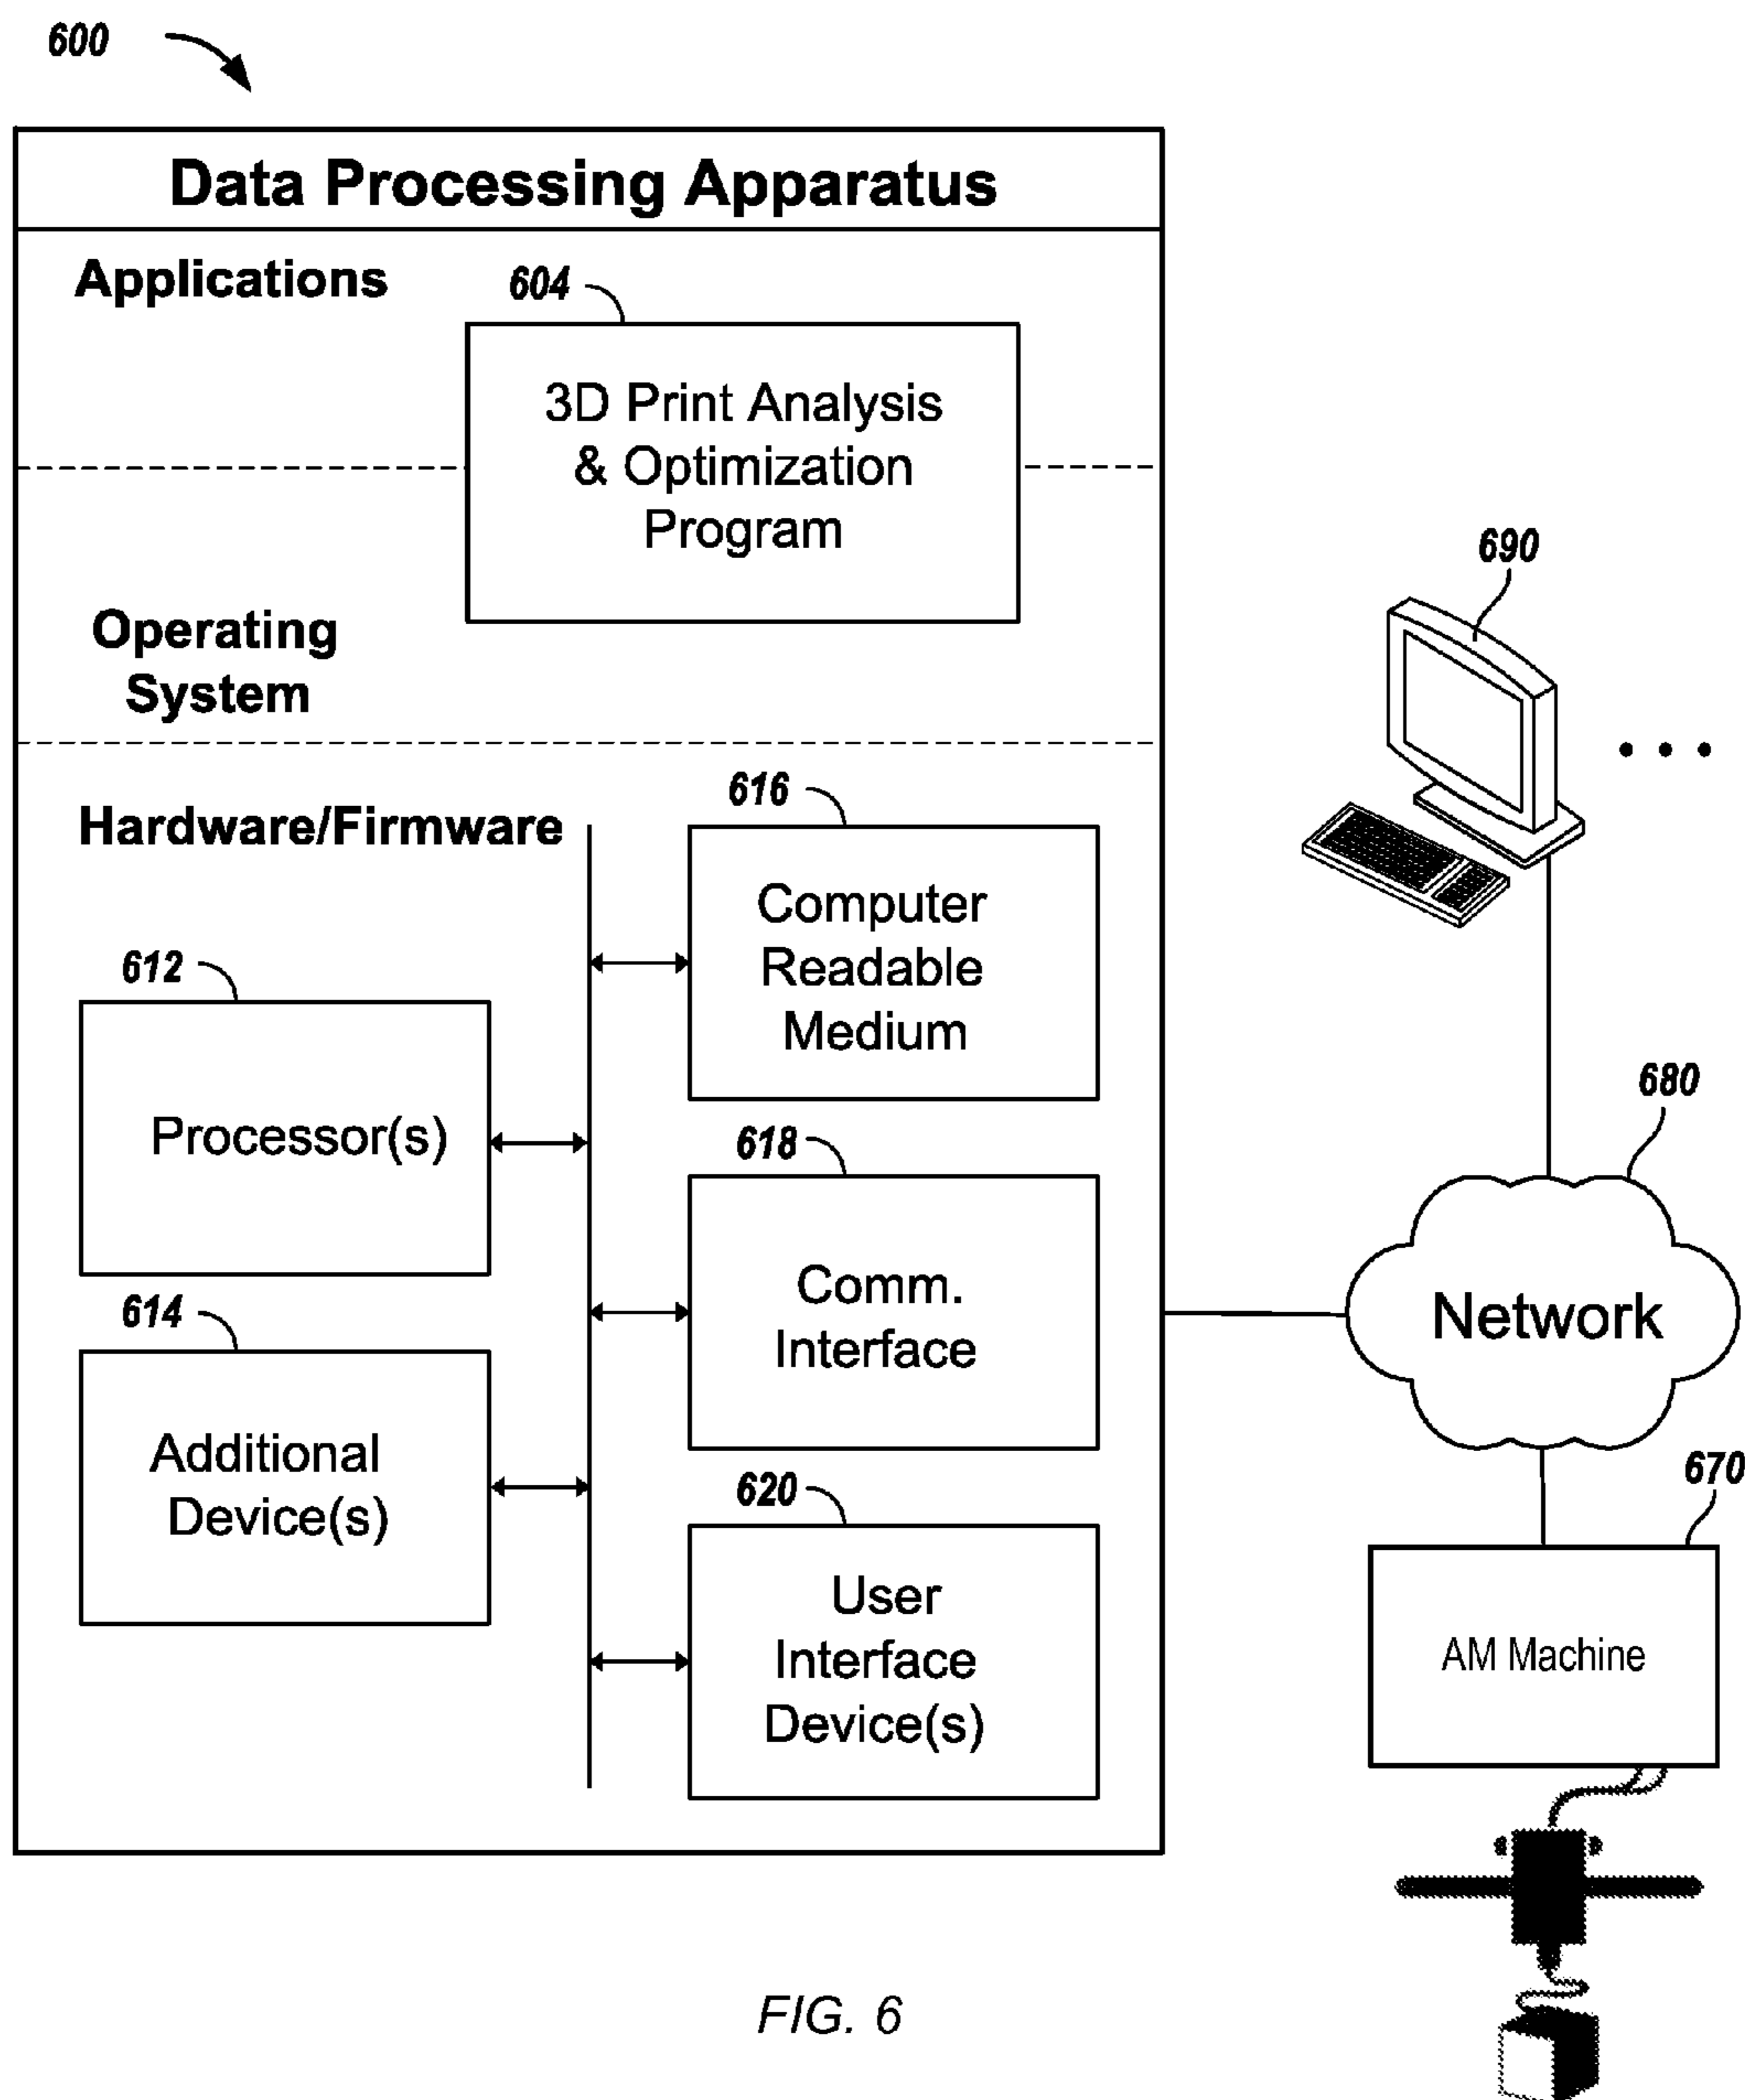 600
Data Processing Apparatus
Applications
604
3D Print Analysis
& Optimization
Program
Operating
System
690
Hardware/Firmware
616
Computer
Readable
Medium
612
Processor(s)
618
Comm.
Interface
680
Network
614
Additional
Device(s)
620
User
Interface
Device(s)
670
AM Machine
FIG. 6